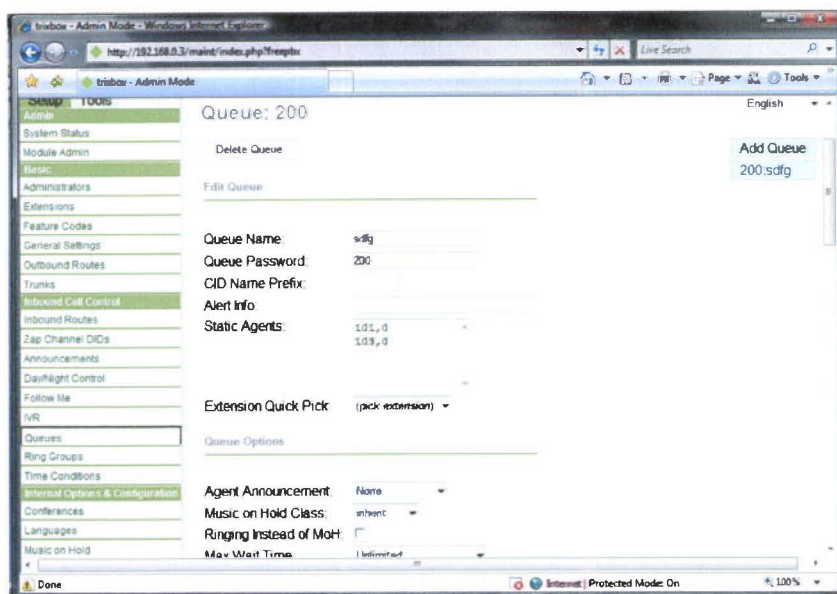 trixbox - Admin Mode - Windows Internet Explorer
http://192.168.0.3/maint/index.php?freepbx
Live Search
trixbox - Admin Mode
Page
Tools
Setup Tools
English
Admin
System Status
Module Admin
Basic
Administrators
Extensions
Feature Codes
General Settings
Outbound Routes
Trunks
Inbound Call Control
Inbound Routes
Zap Channel DIDs
Announcements
Day/Night Control
Follow Me
IVR
Queues
Ring Groups
Time Conditions
Internal Options & Configuration
Conferences
Languages
Music on Hold
Queue: 200
Delete Queue
Add Queue
200:sdfg
Edit Queue
Queue Name: sdfg
Queue Password: 200
CID Name Prefix:
Alert Info:
Static Agents: 101,0
103,0
Extension Quick Pick (pick extension)
Queue Options
Agent Announcement: None
Music on Hold Class: inherit
Ringing Instead of MoH:
Max Wait Time Unlimited
Done
Internet | Protected Mode: On
100%